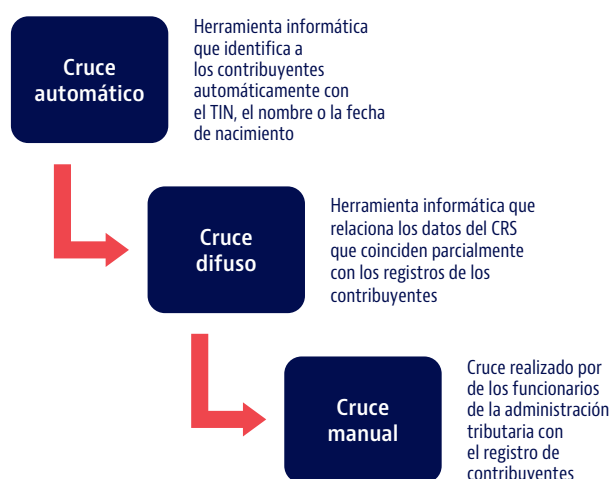 Cruce
automático
Herramienta informática
que identifica a
los contribuyentes
automáticamente con
el TIN, el nombre o la fecha
de nacimiento
Cruce
difuso
Herramienta informática que
relaciona los datos del CRS
que coinciden parcialmente
con los registros de los
contribuyentes
Cruce
manual
Cruce realizado por
de los funcionarios
de la administración
tributaria con
el registro de
contribuyentes